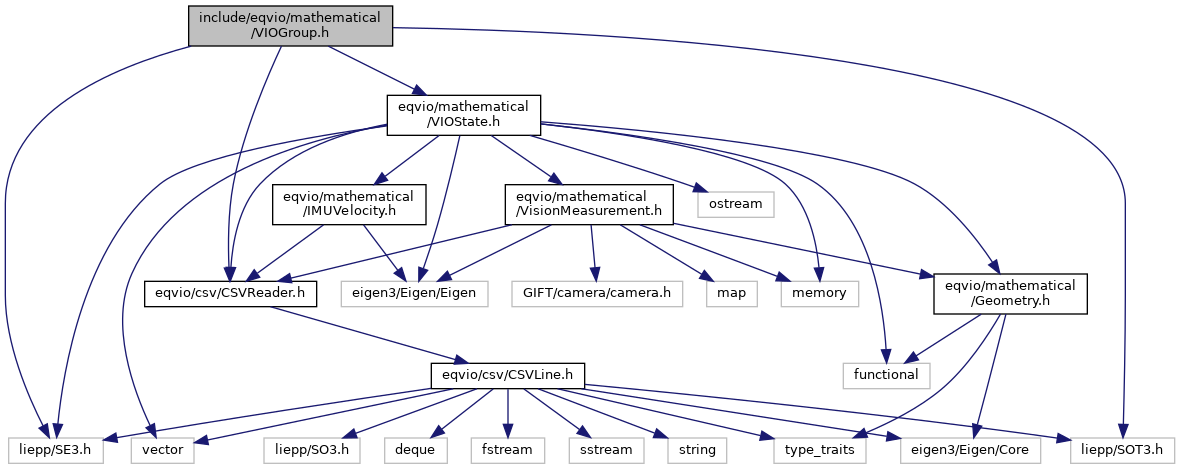 include/eqvio/mathematical
/VIOGroup.h
eqvio/mathematical
/VIOState.h
eqvio/mathematical
/IMUVelocity.h
eqvio/mathematical
/VisionMeasurement.h
ostream
eqvio/csv/CSVReader.h
eigen3/Eigen/Eigen
GIFT/camera/camera.h
map
memory
eqvio/mathematical
/Geometry.h
eqvio/csv/CSVLine.h
functional
liepp/SE3.h
vector
liepp/SO3.h
deque
fstream
sstream
string
type_traits
eigen3/Eigen/Core
liepp/SOT3.h